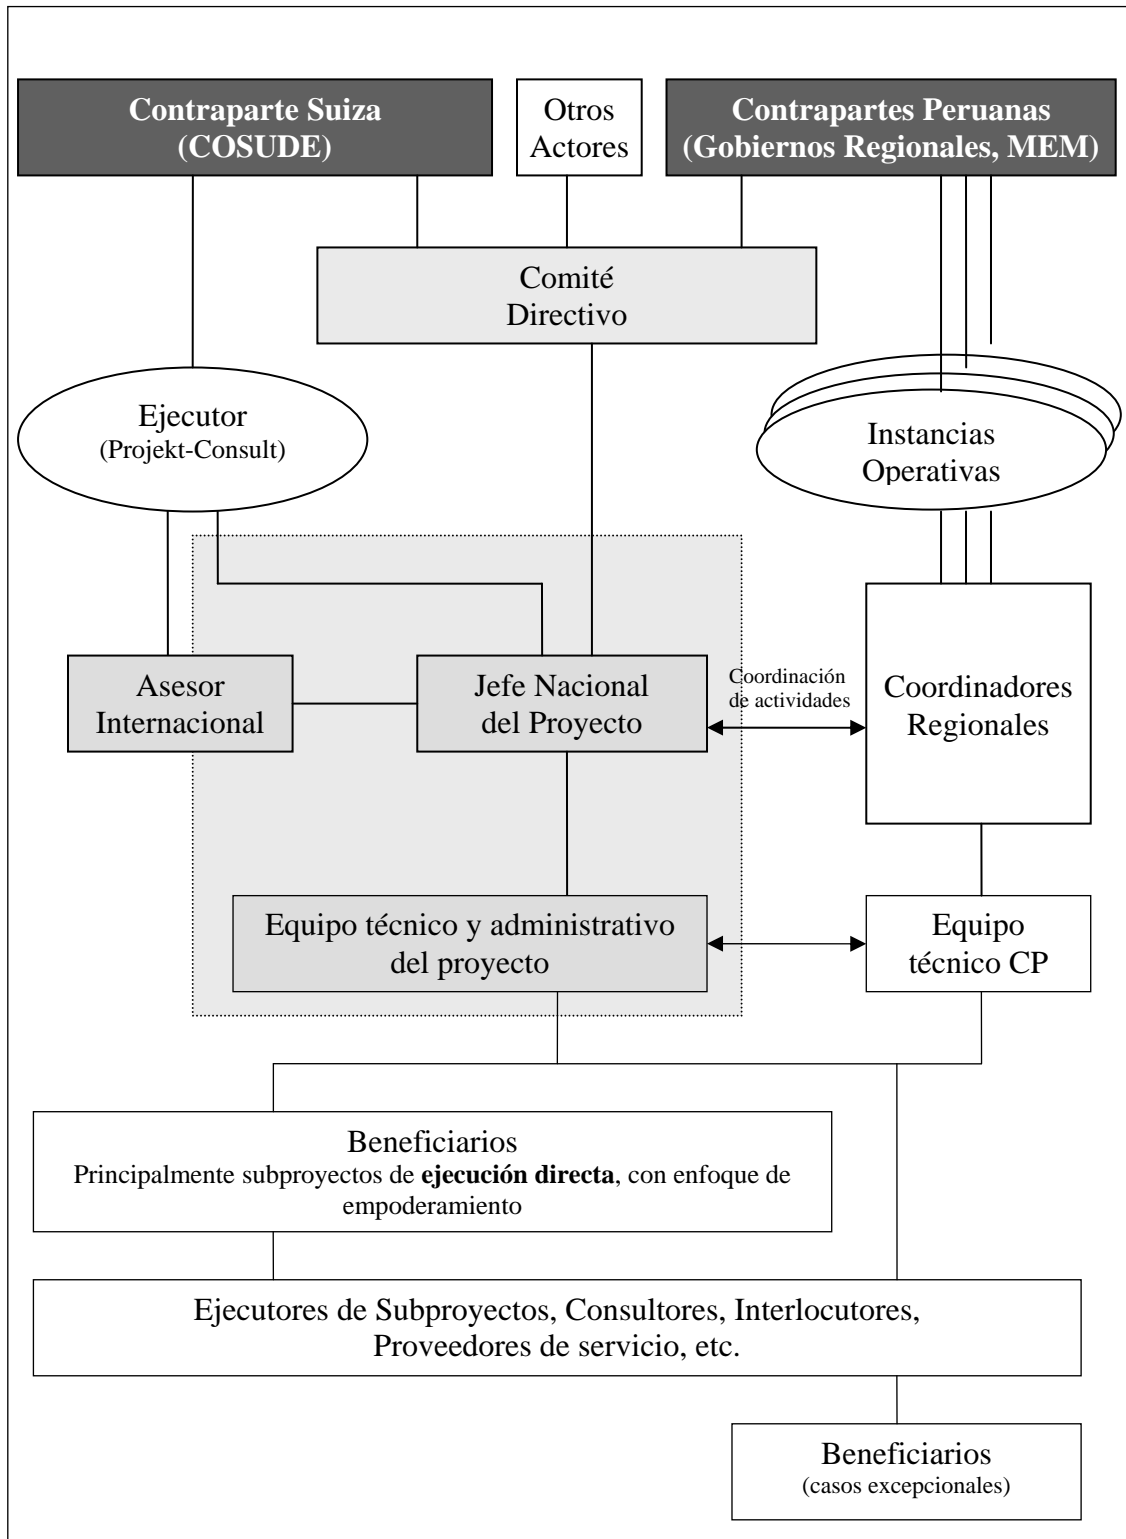 Contraparte Suiza
(COSUDE)
Otros
Actores
Contrapartes Peruanas
(Gobiernos Regionales, MEM)
Comité
Directivo
Ejecutor
(Projekt-Consult)
Instancias
Operativas
Asesor
Internacional
Jefe Nacional
del Proyecto
Coordinación
de actividades
Coordinadores
Regionales
Equipo técnico y administrativo
del proyecto
Equipo
técnico CP
Beneficiarios
Principalmente subproyectos de ejecución directa, con enfoque de
empoderamiento
Ejecutores de Subproyectos, Consultores, Interlocutores,
Proveedores de servicio, etc.
Beneficiarios
(casos excepcionales)